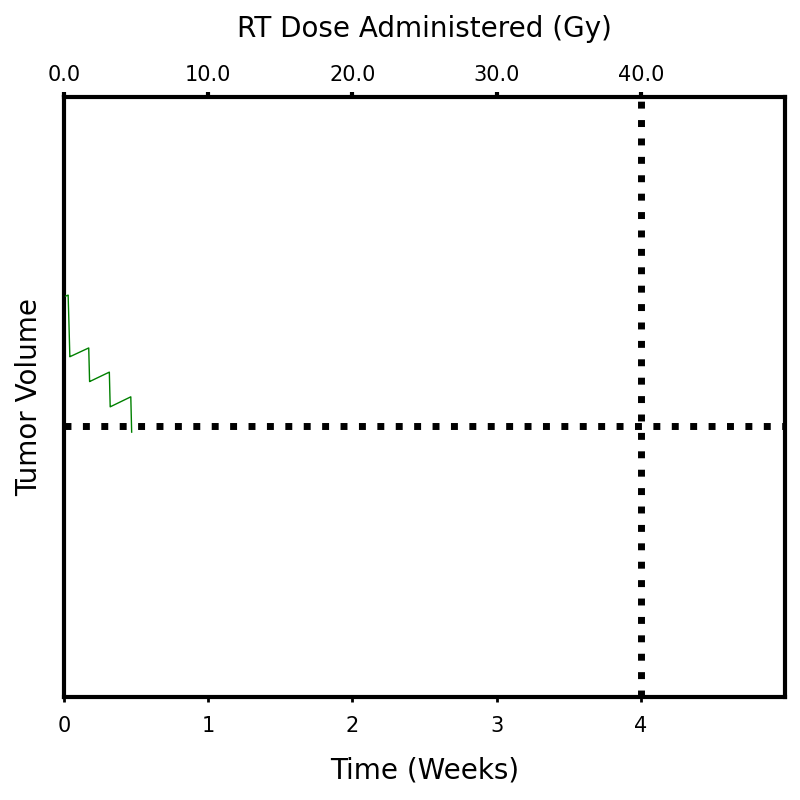 RT Dose Administered (Gy)
0.0 10.0 20.0 30.0 40.0
Tumor Volume
0 1 2 3 4
Time (Weeks)